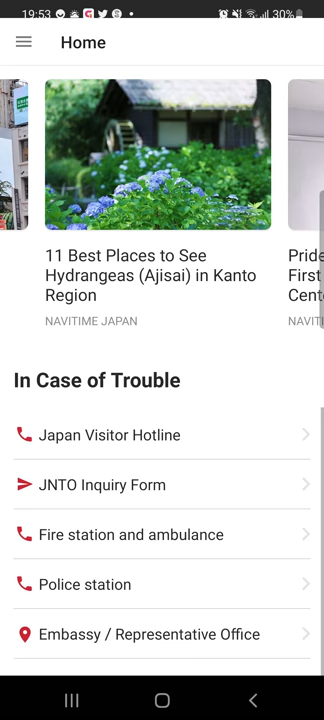 19:53
30%
Home
11 Best Places to See
Hydrangeas (Ajisai) in Kanto
Region
NAVITIME JAPAN
Pride
First
Cent
NAVITI
In Case of Trouble
Japan Visitor Hotline
JNTO Inquiry Form
Fire station and ambulance
Police station
Embassy / Representative Office